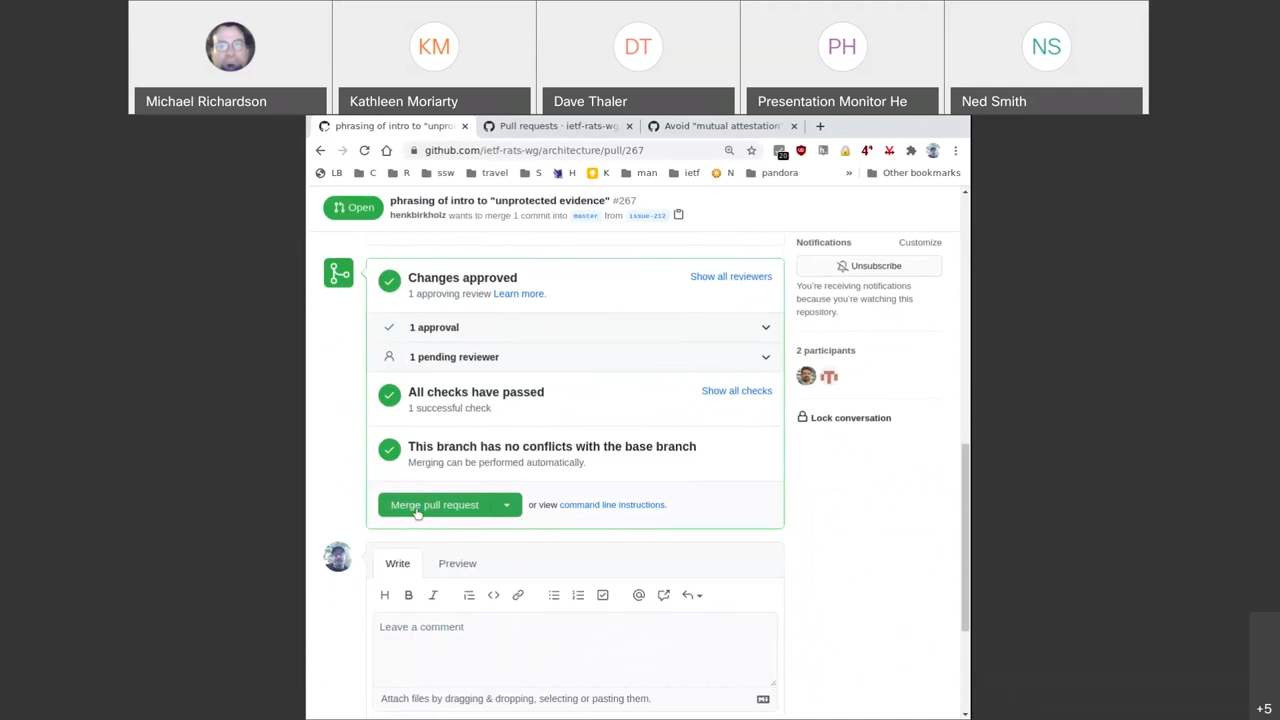 KM
DT
PH
NS
Michael Richardson
Kathleen Moriarty
Dave Thaler
Presentation Monitor He
Ned Smith
phrasing of intro to "unpro
Pull requests · ietf-rats-wg
Avoid "mutual attestation"
github.com/ietf-rats-wg/architecture/pull/267
20
LB
C
R
ssw
travel
S
H
K
man
ietf
N
pandora
»
Other bookmarks
Open
phrasing of intro to "unprotected evidence" #267
henkbirkholz wants to merge 1 commit into master from issue-212
Notifications
Customize
Unsubscribe
You're receiving notifications
because you're watching this
repository.
2 participants
Lock conversation
Changes approved
Show all reviewers
1 approving review Learn more.
1 approval
1 pending reviewer
All checks have passed
Show all checks
1 successful check
This branch has no conflicts with the base branch
Merging can be performed automatically.
Merge pull request
or view command line instructions.
Write
Preview
H B I
Leave a comment
Attach files by dragging & dropping, selecting or pasting them.
+5